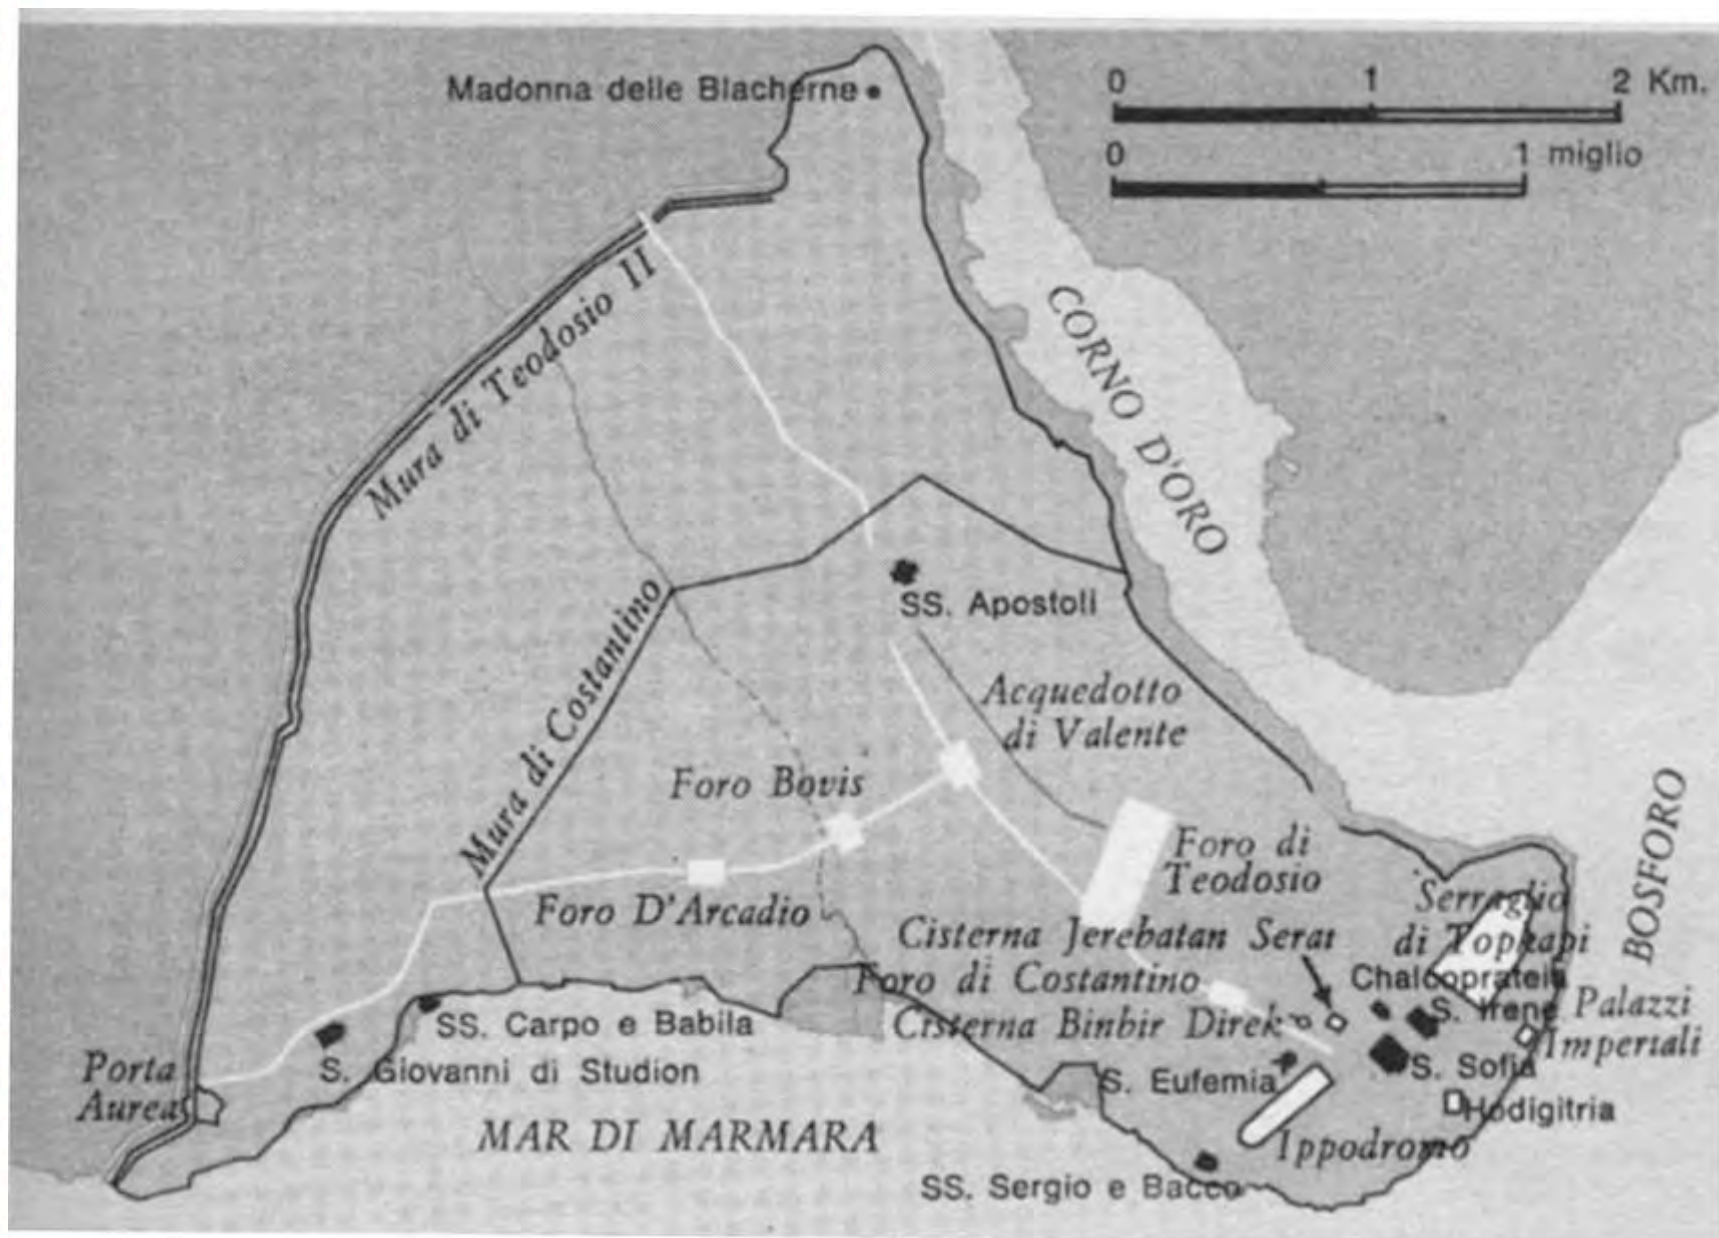 Madonna delle Blacherne
0 1 2 Km.
0 1 miglio
Mura di Teodosio II
CORNO D'ORO
SS. Apostoli
Mura di Costantino
Acquedotto
di Valente
Foro Bovis
BOSFORO
Foro di
Teodosio
Foro D'Arcadio
Serraglio
di Topkapi
Cisterna Jerebatan Serai
Chalcoprateia
Foro di Costantino
S. Irene
Palazzi
Imperiali
Cisterna Binbir Direk
SS. Carpo e Babila
S. Giovanni di Studion
Porta
Aurea
S. Eufemia
S. Sofia
Hodigitria
MAR DI MARMARA
Ippodromo
SS. Sergio e Bacco